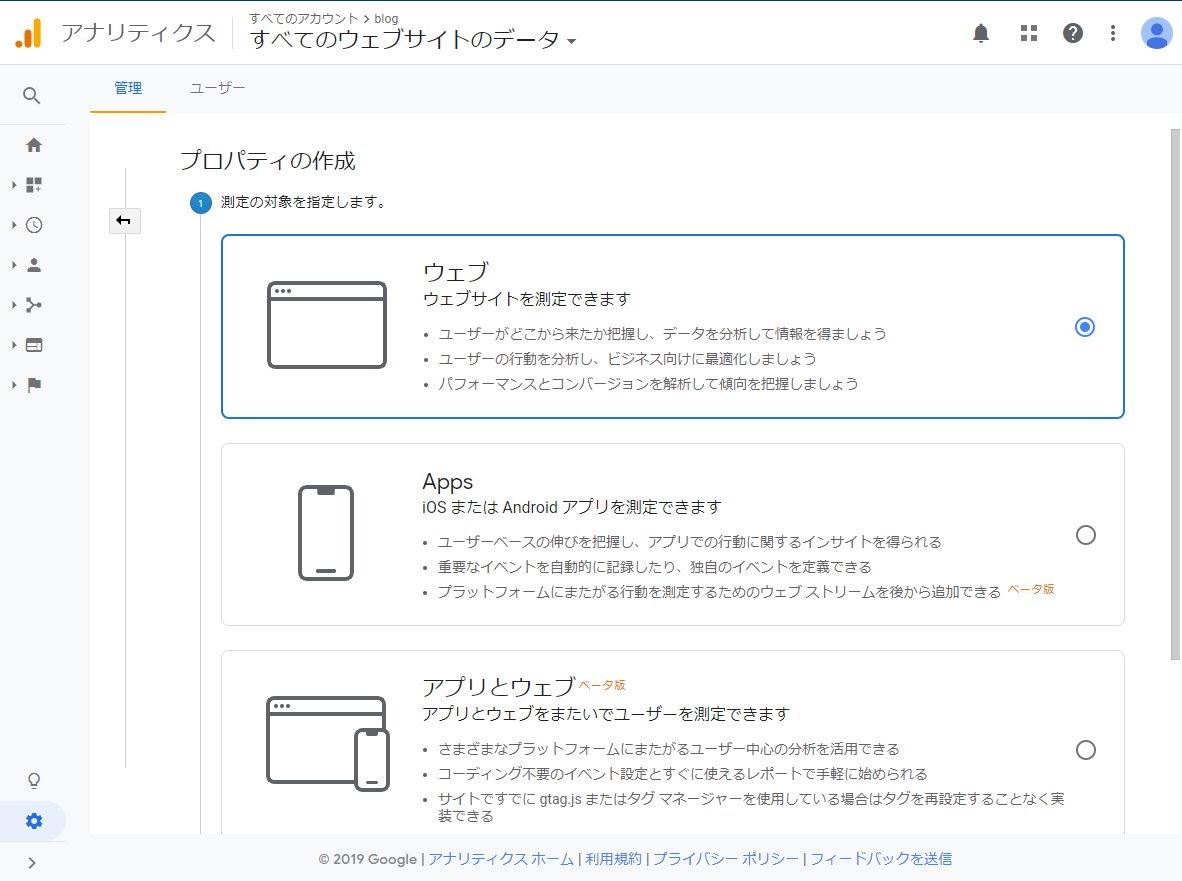 アナリティクス
すべてのアカウント > blog
すべてのウェブサイトのデータ
管理 ユーザー
プロパティの作成
1 測定の対象を指定します。
ウェブ
ウェブサイトを測定できます
• ユーザーがどこから来たか把握し、データを分析して情報を得ましょう
• ユーザーの行動を分析し、ビジネス向けに最適化しましょう
• パフォーマンスとコンバージョンを解析して傾向を把握しましょう
Apps
iOS または Android アプリを測定できます
• ユーザーベースの伸びを把握し、アプリでの行動に関するインサイトを得られる
• 重要なイベントを自動的に記録したり、独自のイベントを定義できる
• プラットフォームにまたがる行動を測定するためのウェブ ストリームを後から追加できる ベータ版
アプリとウェブ ベータ版
アプリとウェブをまたいでユーザーを測定できます
• さまざまなプラットフォームにまたがるユーザー中心の分析を活用できる
• コーディング不要のイベント設定とすぐに使えるレポートで手軽に始められる
• サイトですでに gtag.js またはタグ マネージャーを使用している場合はタグを再設定することなく実
装できる
© 2019 Google | アナリティクス ホーム | 利用規約 | プライバシー ポリシー | フィードバックを送信